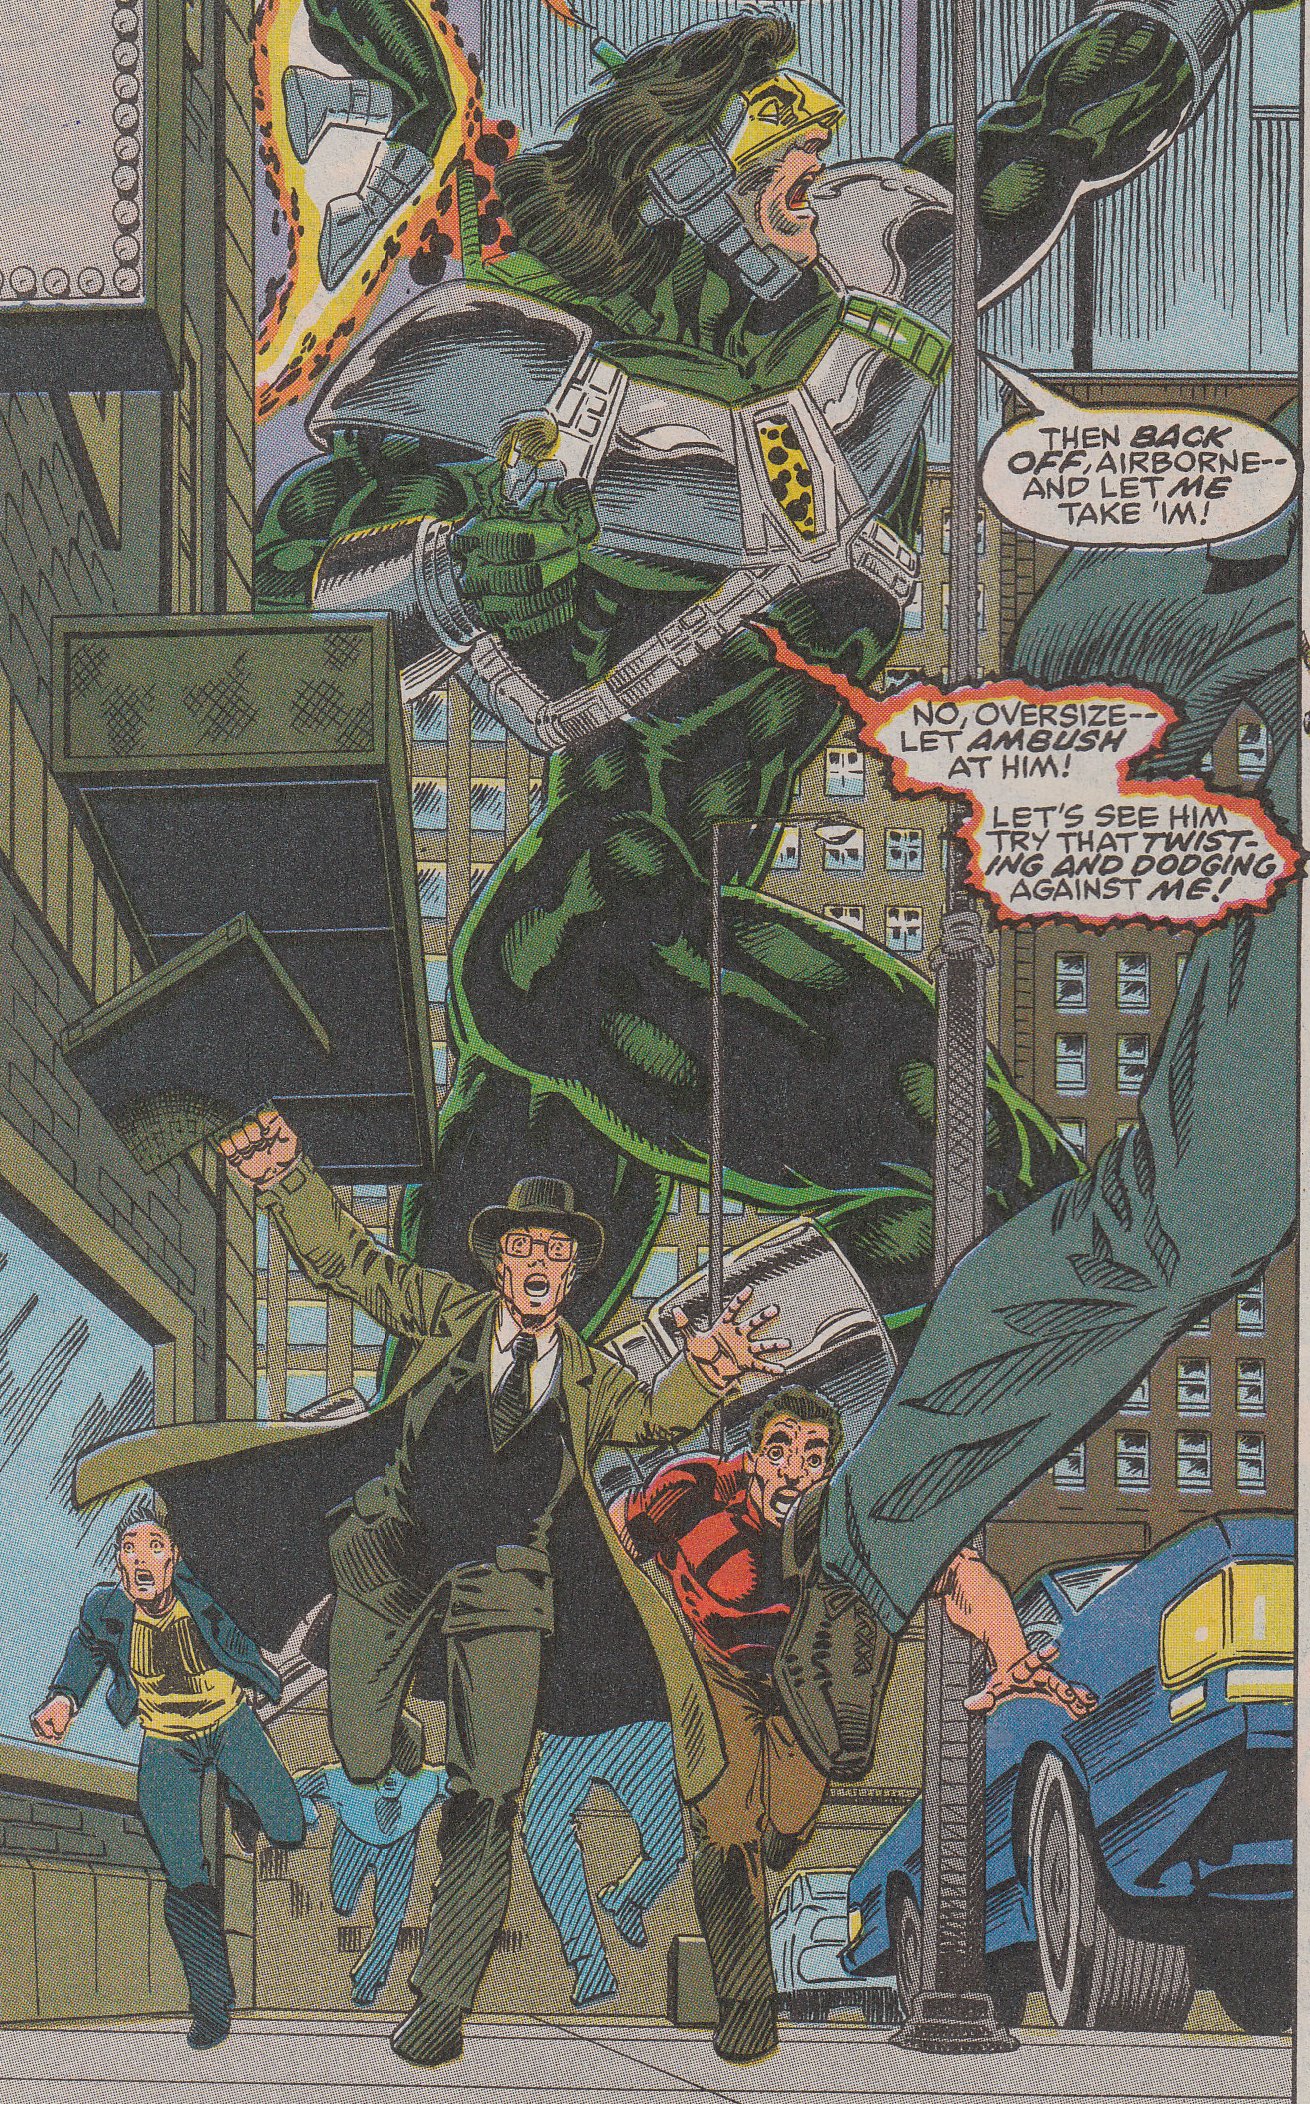 THEN BACK
OFF, AIRBORNE--
AND LET ME
TAKE 'IM!
NO, OVERSIZE--
LET AMBUSH
AT HIM!
LET'S SEE HIM
TRY THAT TWIST-
ING AND DODGING
AGAINST ME!